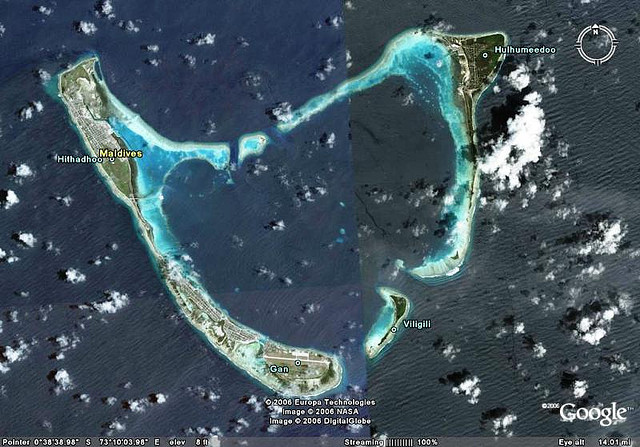 N
Hulhumeedoo
Maldives
Hithadhoo
Viligili
Gan
© 2006 Europa Technologies
Image © 2006 NASA
Image © 2006 DigitalGlobe
©2006 Google
Pointer 0°38'38.98" S 73°10'03.98" E elev 8 ft Streaming |||||||||| 100% Eye alt 14.01 mi